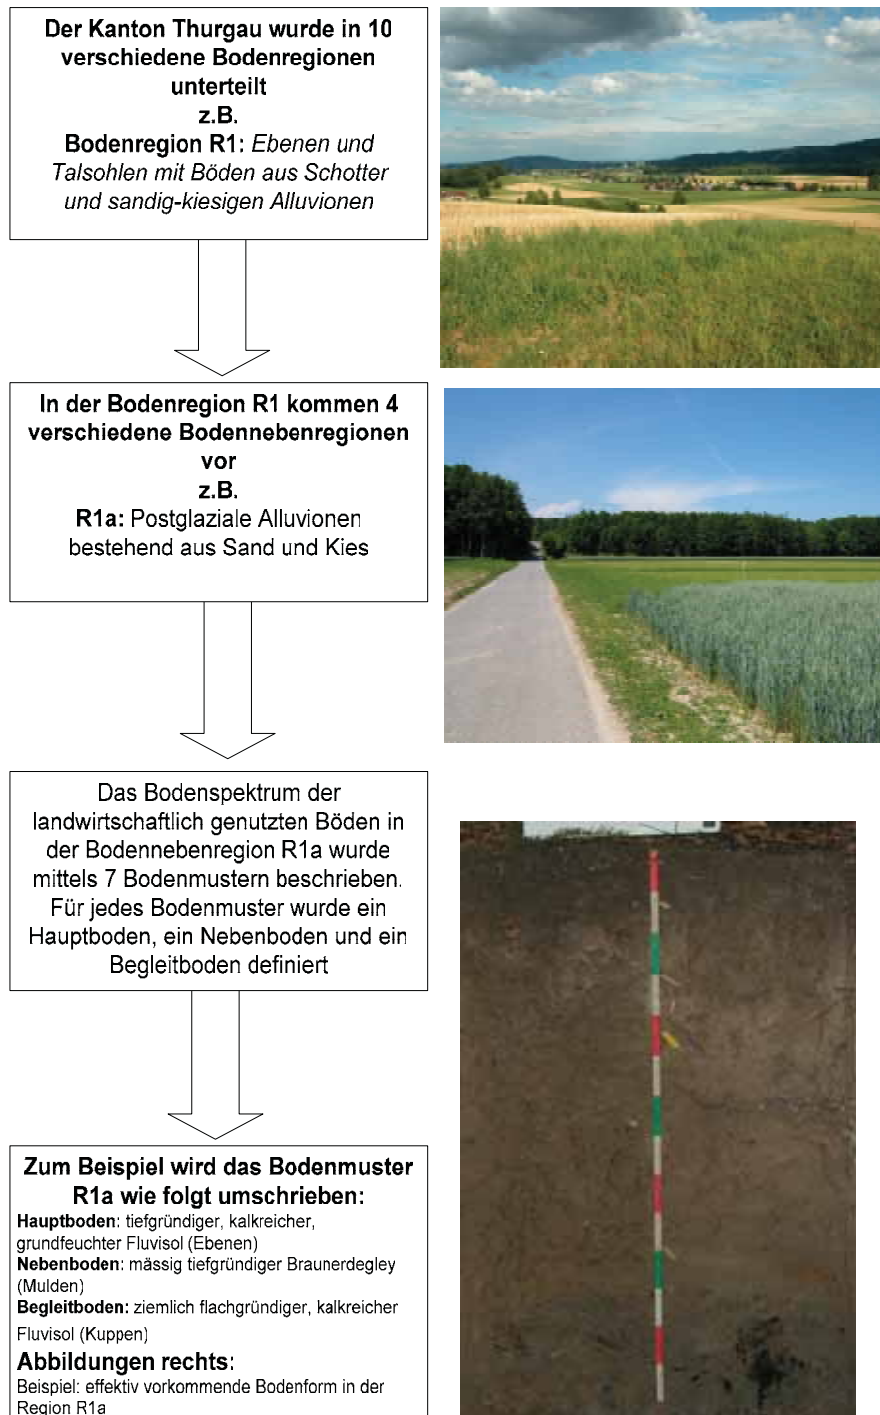 Der Kanton Thurgau wurde in 10
verschiedene Bodenregionen
unterteilt
z.B.
Bodenregion R1: Ebenen und
Talsohlen mit Böden aus Schotter
und sandig-kiesigen Alluvionen
In der Bodenregion R1 kommen 4
verschiedene Bodennebenregionen
vor
z.B.
R1a: Postglaziale Alluvionen
bestehend aus Sand und Kies
Das Bodenspektrum der
landwirtschaftlich genutzten Böden in
der Bodennebenregion R1a wurde
mittels 7 Bodenmustern beschrieben.
Für jedes Bodenmuster wurde ein
Hauptboden, ein Nebenboden und ein
Begleitboden definiert
Zum Beispiel wird das Bodenmuster
R1a wie folgt umschrieben:
Hauptboden: tiefgründiger, kalkreicher,
grundfeuchter Fluvisol (Ebenen)
Nebenboden: mässig tiefgründiger Braunerdegley
(Mulden)
Begleitboden: ziemlich flachgründiger, kalkreicher
Fluvisol (Kuppen)
Abbildungen rechts:
Beispiel: effektiv vorkommende Bodenform in der
Region R1a